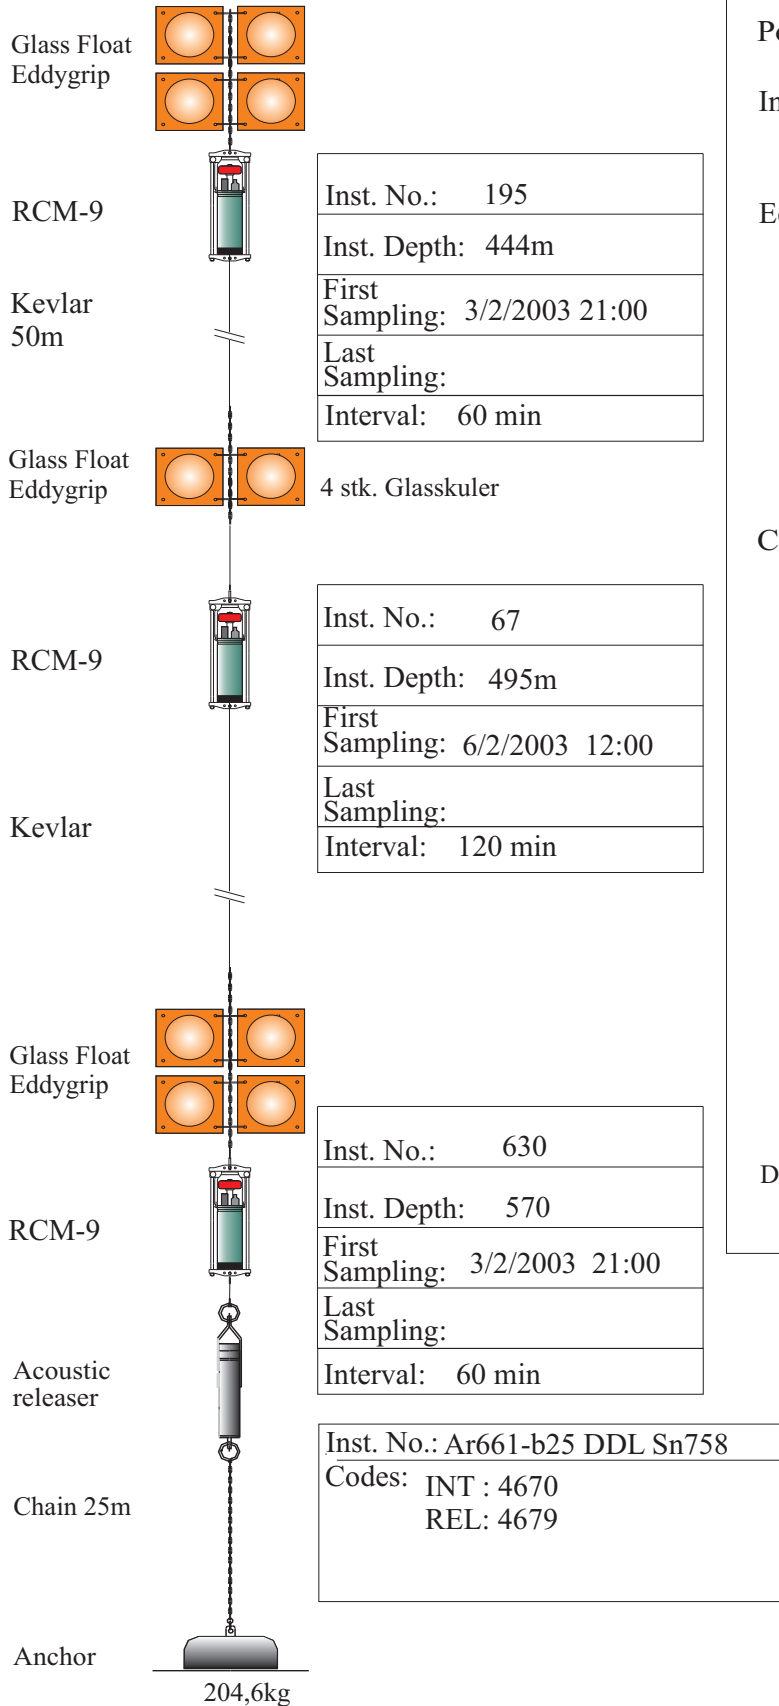 Glass Float
Eddygrip
RCM-9
Inst. No.: 195
Inst. Depth: 444m
First
Sampling: 3/2/2003 21:00
Last
Sampling:
Interval: 60 min
Kevlar
50m
Glass Float
Eddygrip
4 stk. Glasskuler
RCM-9
Inst. No.: 67
Inst. Depth: 495m
First
Sampling: 6/2/2003 12:00
Last
Sampling:
Interval: 120 min
Kevlar
Glass Float
Eddygrip
RCM-9
Inst. No.: 630
Inst. Depth: 570
First
Sampling: 3/2/2003 21:00
Last
Sampling:
Interval: 60 min
Acoustic
releaser
Inst. No.: Ar661-b25 DDL Sn758
Codes: INT : 4670
REL: 4679
Chain 25m
Anchor
204,6kg